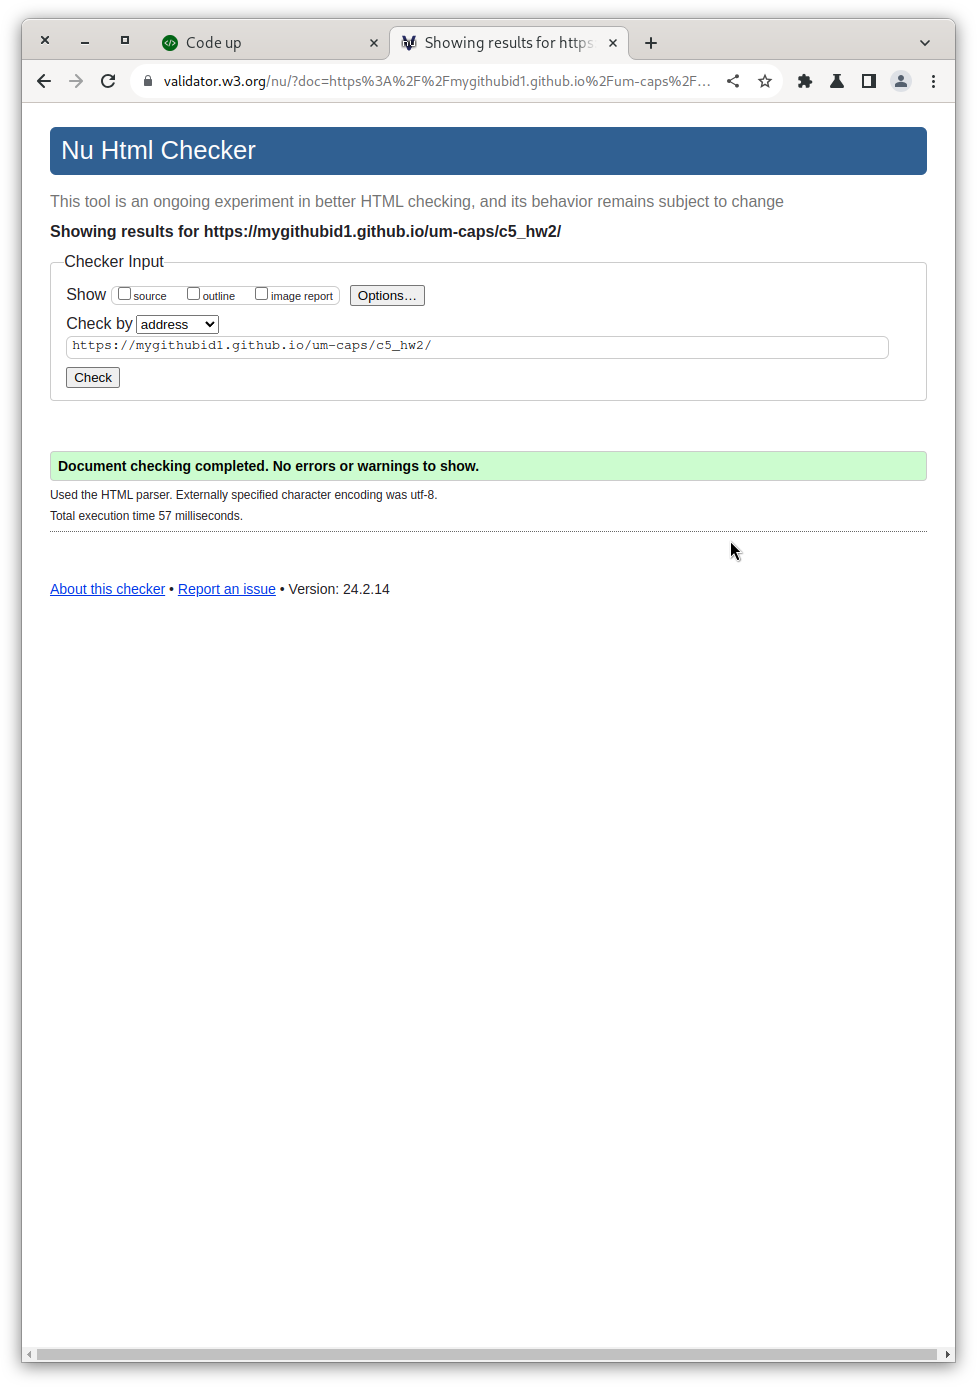 Code up
Showing results for https
validator.w3.org/nu/?doc=https%3A%2F%2Fmygithubid1.github.io%2Fum-caps%2F...
Nu Html Checker
This tool is an ongoing experiment in better HTML checking, and its behavior remains subject to change
Showing results for https://mygithubid1.github.io/um-caps/c5_hw2/
Checker Input
Show source outline image report Options...
Check by address
https://mygithubid1.github.io/um-caps/c5_hw2/
Check
Document checking completed. No errors or warnings to show.
Used the HTML parser. Externally specified character encoding was utf-8.
Total execution time 57 milliseconds.
About this checker • Report an issue • Version: 24.2.14